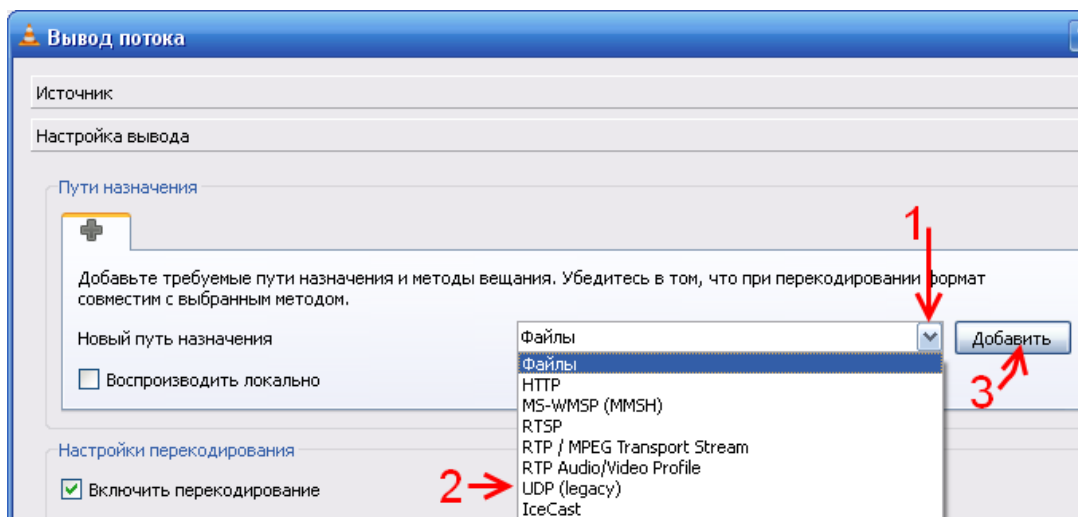 Вывод потока
Источник
Настройка вывода
Пути назначения
1
Добавьте требуемые пути назначения и методы вещания. Убедитесь в том, что при перекодировании формат
совместим с выбранным методом.
Новый путь назначения
Файлы
Добавить
Воспроизводить локально
3
Файлы
HTTP
MS-WMSP (MMSH)
RTSP
RTP / MPEG Transport Stream
RTP Audio/Video Profile
UDP (legacy)
IceCast
Настройки перекодирования
Включить перекодирование
2